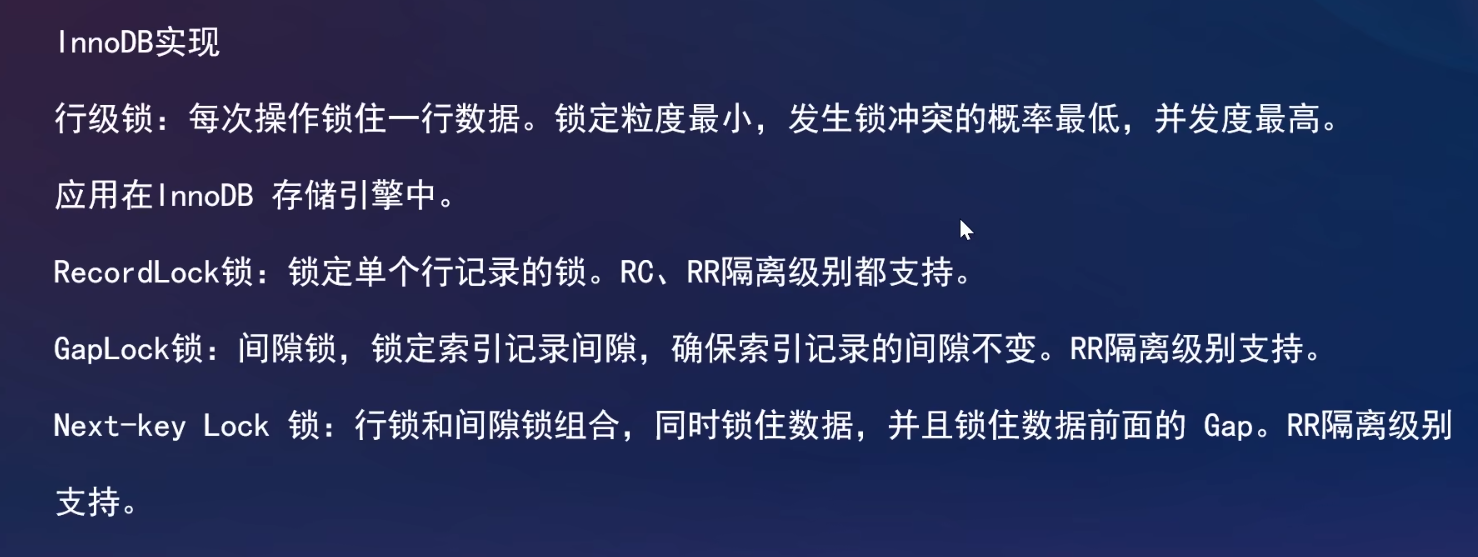 InnoDB实现
行级锁：每次操作锁住一行数据。锁定粒度最小，发生锁冲突的概率最低，并发度最高。
应用在InnoDB 存储引擎中。
RecordLock锁：锁定单个行记录的锁。RC、RR隔离级别都支持。
GapLock锁：间隙锁，锁定索引记录间隙，确保索引记录的间隙不变。RR隔离级别支持。
Next-key Lock 锁：行锁和间隙锁组合，同时锁住数据，并且锁住数据前面的 Gap。RR隔离级别
支持。